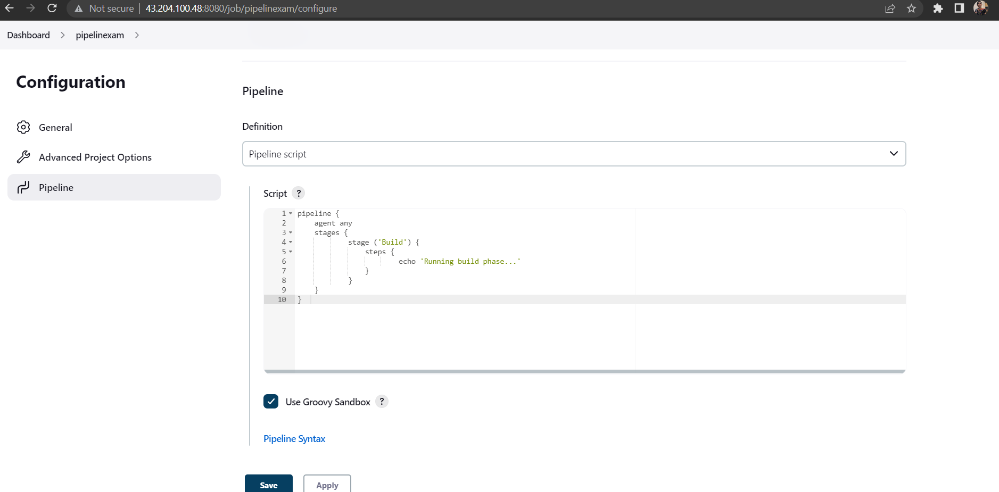 Not secure | 43.204.100.48:8080/job/pipelinexam/configure
Dashboard > pipelinexam >
Configuration
General
Advanced Project Options
Pipeline
Pipeline
Definition
Pipeline script
Script ?
1 pipeline {
2     agent any
3     stages {
4             stage ('Build') {
5                 steps {
6                         echo 'Running build phase...'
7                 }
8             }
9     }
10 }
Use Groovy Sandbox ?
Pipeline Syntax
Save Apply